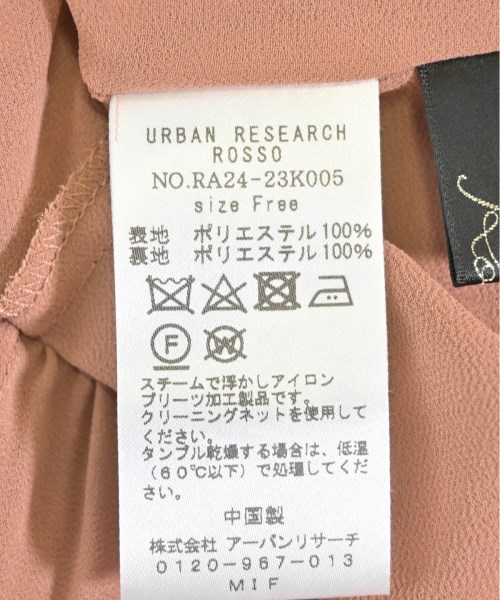 URBAN RESEARCH
ROSSO
NO.RA24-23K005
size Free
表地 ポリエステル100%
裏地 ポリエステル100%
F W
スチームで浮かしアイロン
プリーツ加工製品です。
クリーニングネットを使用して
ください。
タンブル乾燥する場合は、低温
(60℃以下)で処理してくだ
さい。
中国製
株式会社 アーバンリサーチ
0120-967-013
MIF